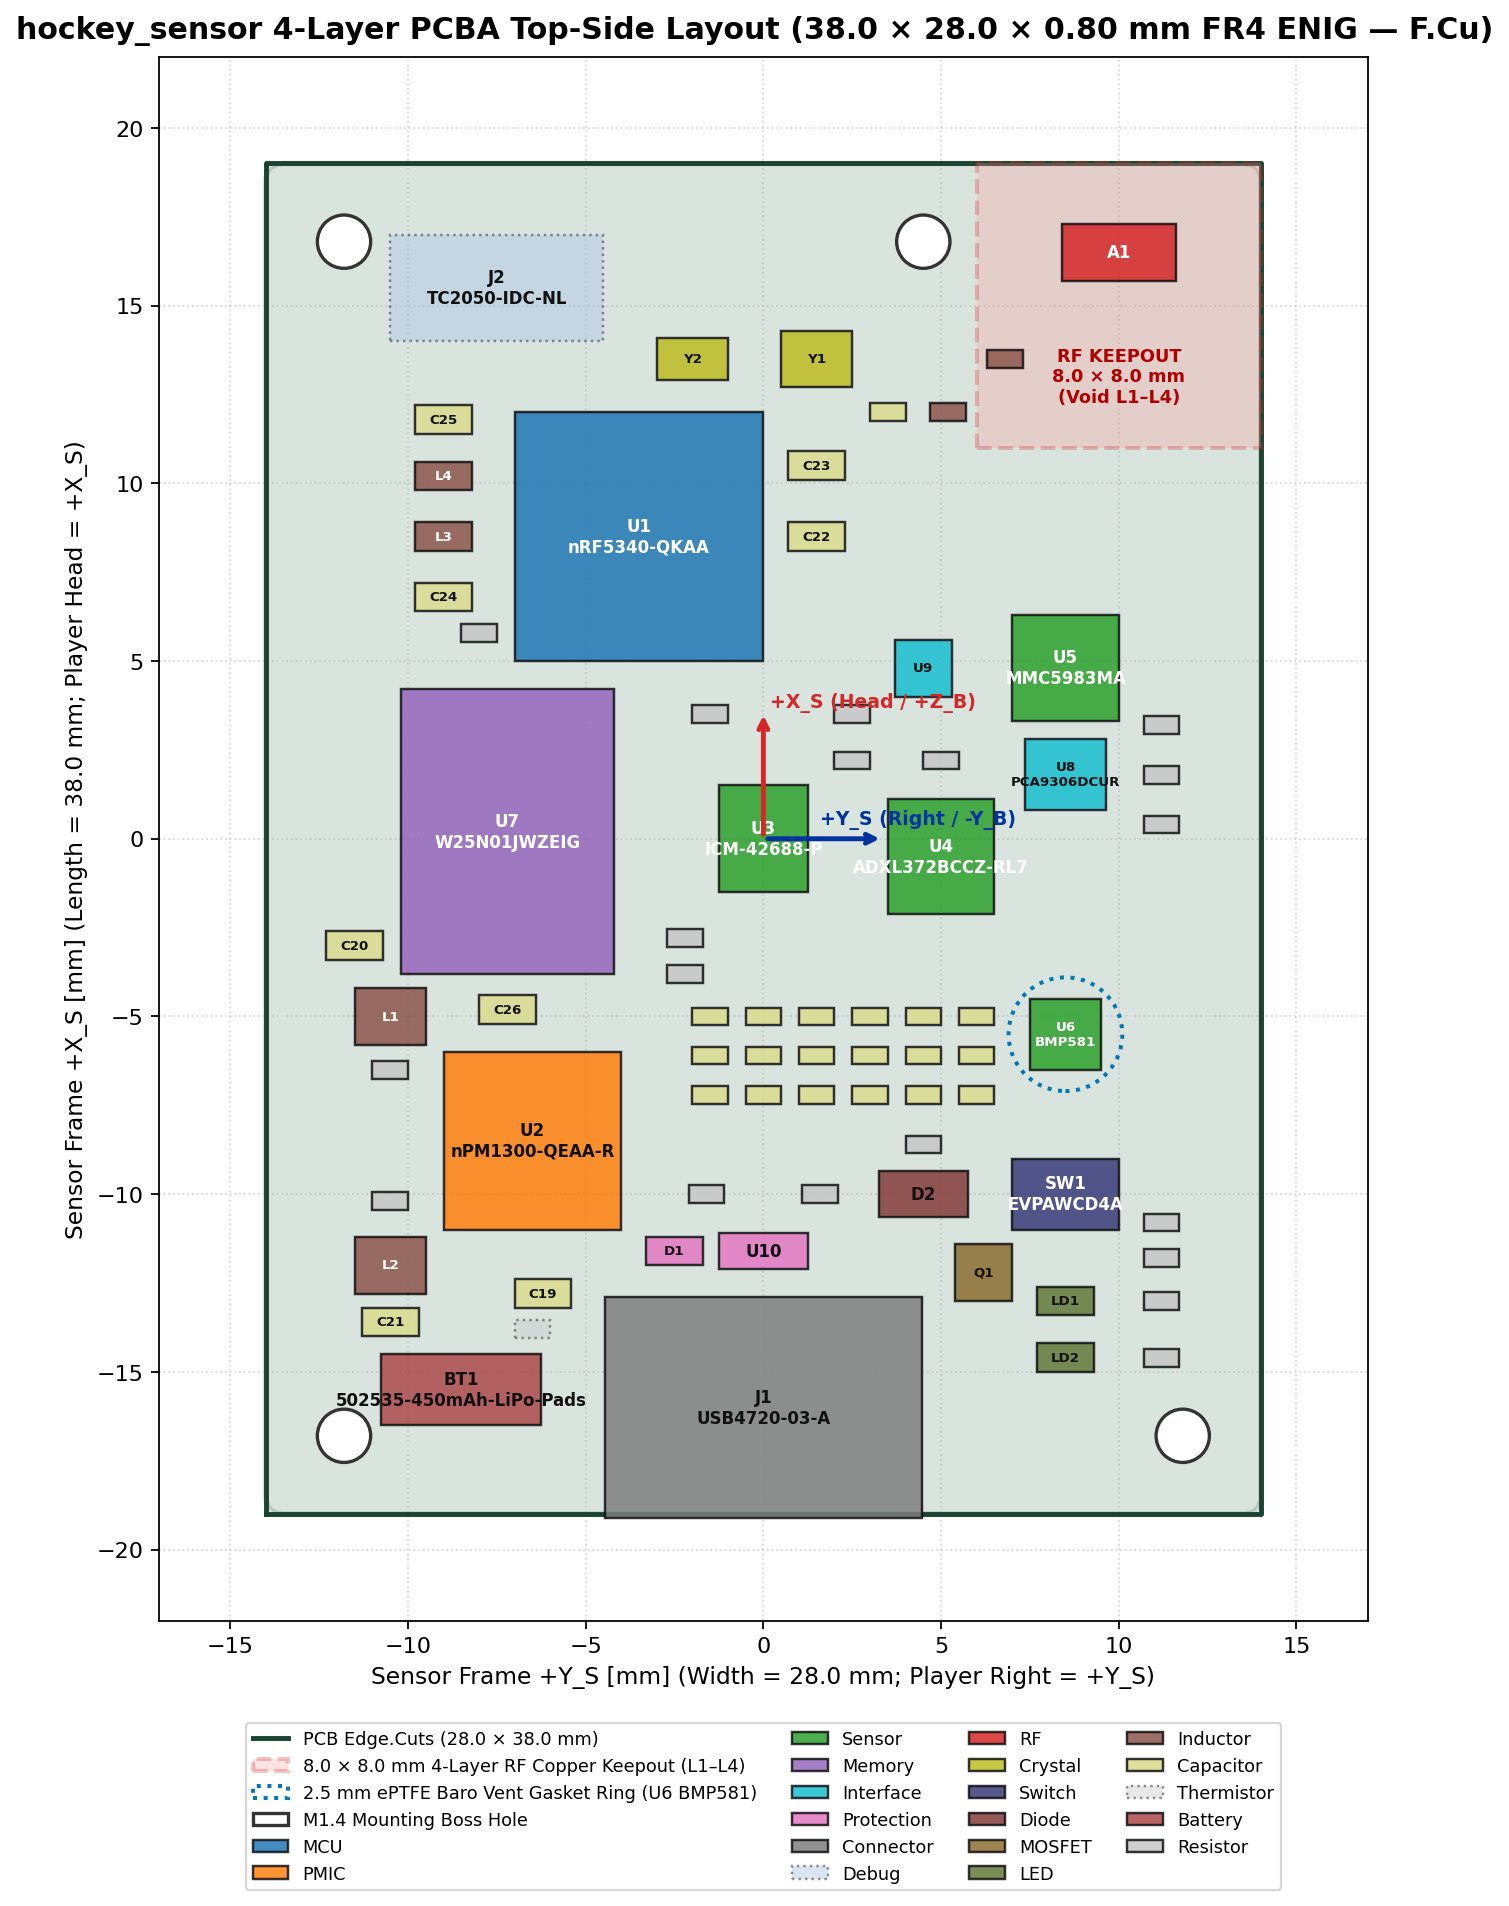 hockey_sensor 4-Layer PCBA Top-Side Layout (38.0 × 28.0 × 0.80 mm FR4 ENIG — F.Cu)
Sensor Frame +X_S [mm] (Length = 38.0 mm; Player Head = +X_S)
20
15
10
5
0
−5
−10
−15
−20
A1
J2
TC2050-IDC-NL
RF KEEPOUT
8.0 × 8.0 mm
(Void L1–L4)
Y2
Y1
C25
C23
L4
U1
nRF5340-QKAA
L3
C22
C24
U9
U5
MMC5983MA
+X_S (Head / +Z_B)
U8
PCA9306DCUR
+Y_S (Right / -Y_B)
U7
W25N01JWZEIG
U3
ICM-42688-P
U4
ADXL372BCCZ-RL7
C20
L1
C26
U6
BMP581
U2
nPM1300-QEAA-R
D2
SW1
EVPAWCD4A
D1
U10
L2
Q1
C19
LD1
C21
LD2
BT1
502535-450mAh-LiPo-Pads
J1
USB4720-03-A
−15
−10
−5
0
5
10
15
Sensor Frame +Y_S [mm] (Width = 28.0 mm; Player Right = +Y_S)
PCB Edge.Cuts (28.0 × 38.0 mm)
8.0 × 8.0 mm 4-Layer RF Copper Keepout (L1–L4)
2.5 mm ePTFE Baro Vent Gasket Ring (U6 BMP581)
M1.4 Mounting Boss Hole
MCU
PMIC
Sensor
Memory
Interface
Protection
Connector
Debug
RF
Crystal
Switch
Diode
MOSFET
LED
Inductor
Capacitor
Thermistor
Battery
Resistor